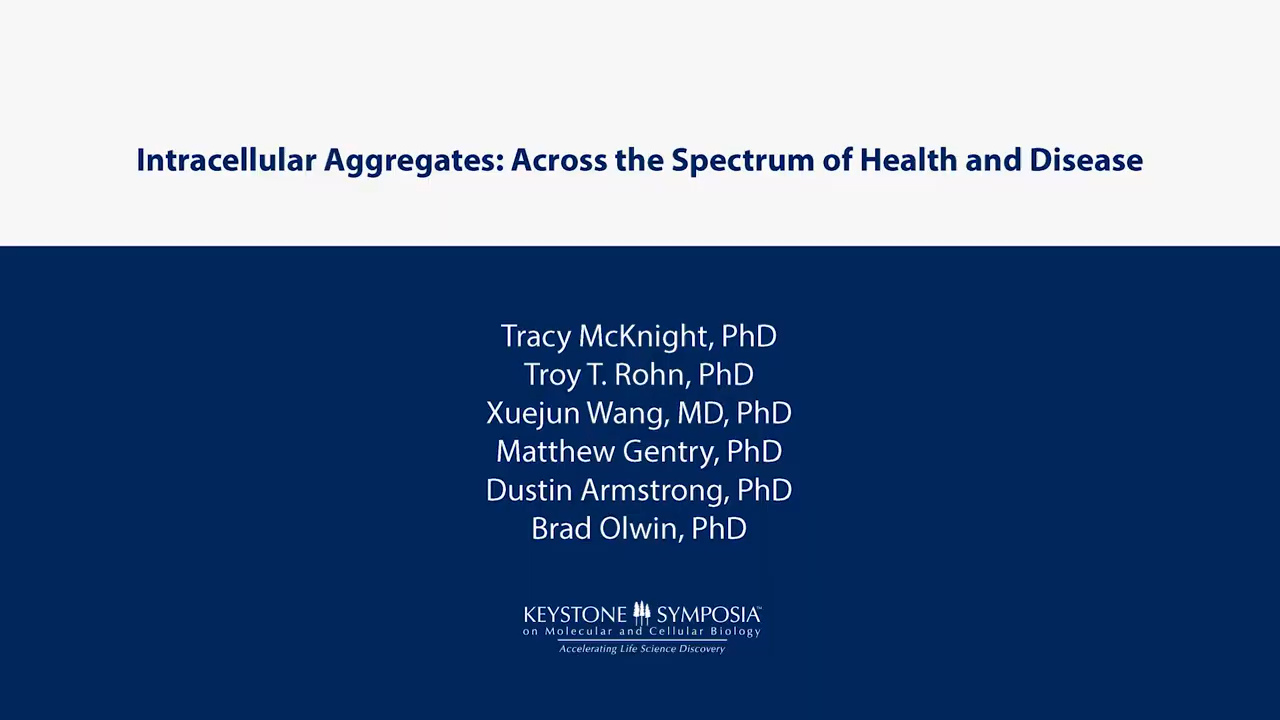 Intracellular Aggregates: Across the Spectrum of Health and Disease
Tracy McKnight, PhD
Troy T. Rohn, PhD
Xuejun Wang, MD, PhD
Matthew Gentry, PhD
Dustin Armstrong, PhD
Brad Olwin, PhD
KEYSTONE SYMPOSIA™
on Molecular and Cellular Biology
Accelerating Life Science Discovery